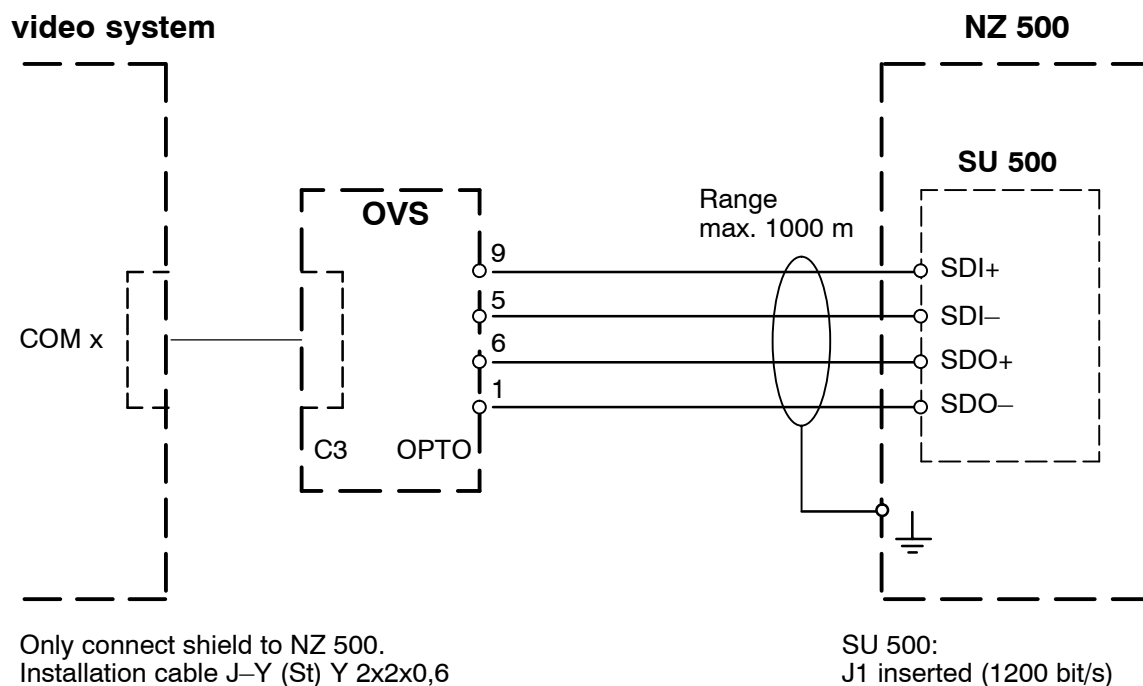 video system
NZ 500
SU 500
OVS
Range
max. 1000 m
9
SDI+
5
SDI–
COM x
6
SDO+
1
SDO–
C3
OPTO
Only connect shield to NZ 500.
Installation cable J–Y (St) Y 2x2x0,6
SU 500:
J1 inserted (1200 bit/s)